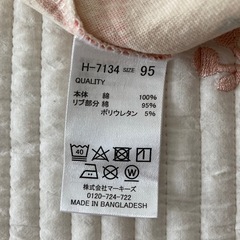 H-7134 SIZE 95
QUALITY
本体 綿 100%
リブ部分 綿 95%
ポリウレタン 5%
40
株式会社マーキーズ
0120-724-722
MADE IN BANGLADESH